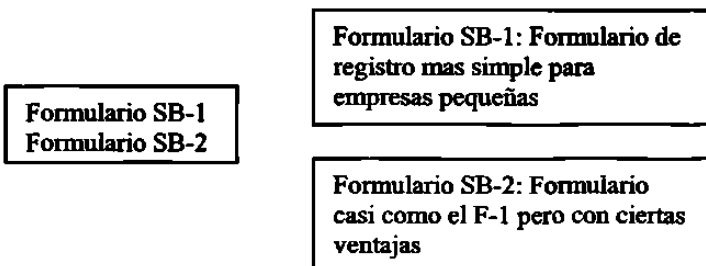 Formulario SB-1
Formulario SB-2
Formulario SB-1: Formulario de
registro mas simple para
empresas pequeñas
Formulario SB-2: Formulario
casi como el F-1 pero con ciertas
ventajas